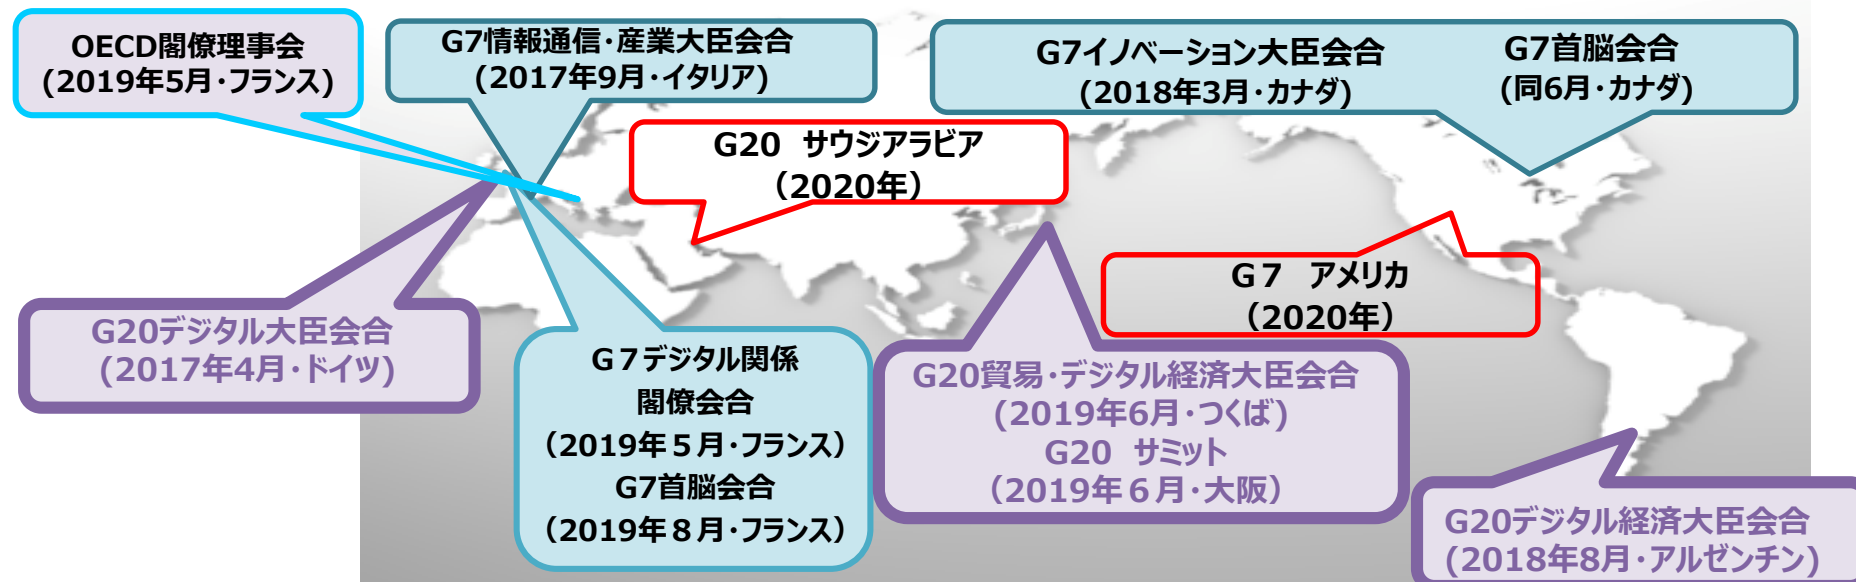 OECD閣僚理事会
(2019年5月・フランス)
G7情報通信・産業大臣会合
(2017年9月・イタリア)
G7イノベーション大臣会合
(2018年3月・カナダ)
G7首脳会合
(同6月・カナダ)
G20　サウジアラビア
（2020年）
G７　アメリカ
（2020年）
G20デジタル大臣会合
(2017年4月・ドイツ)
G７デジタル関係
閣僚会合
（2019年５月・フランス）
G7首脳会合
（2019年８月・フランス）
G20貿易・デジタル経済大臣会合
(2019年6月・つくば)
G20　サミット
（2019年６月・大阪）
G20デジタル経済大臣会合
(2018年8月・アルゼンチン)